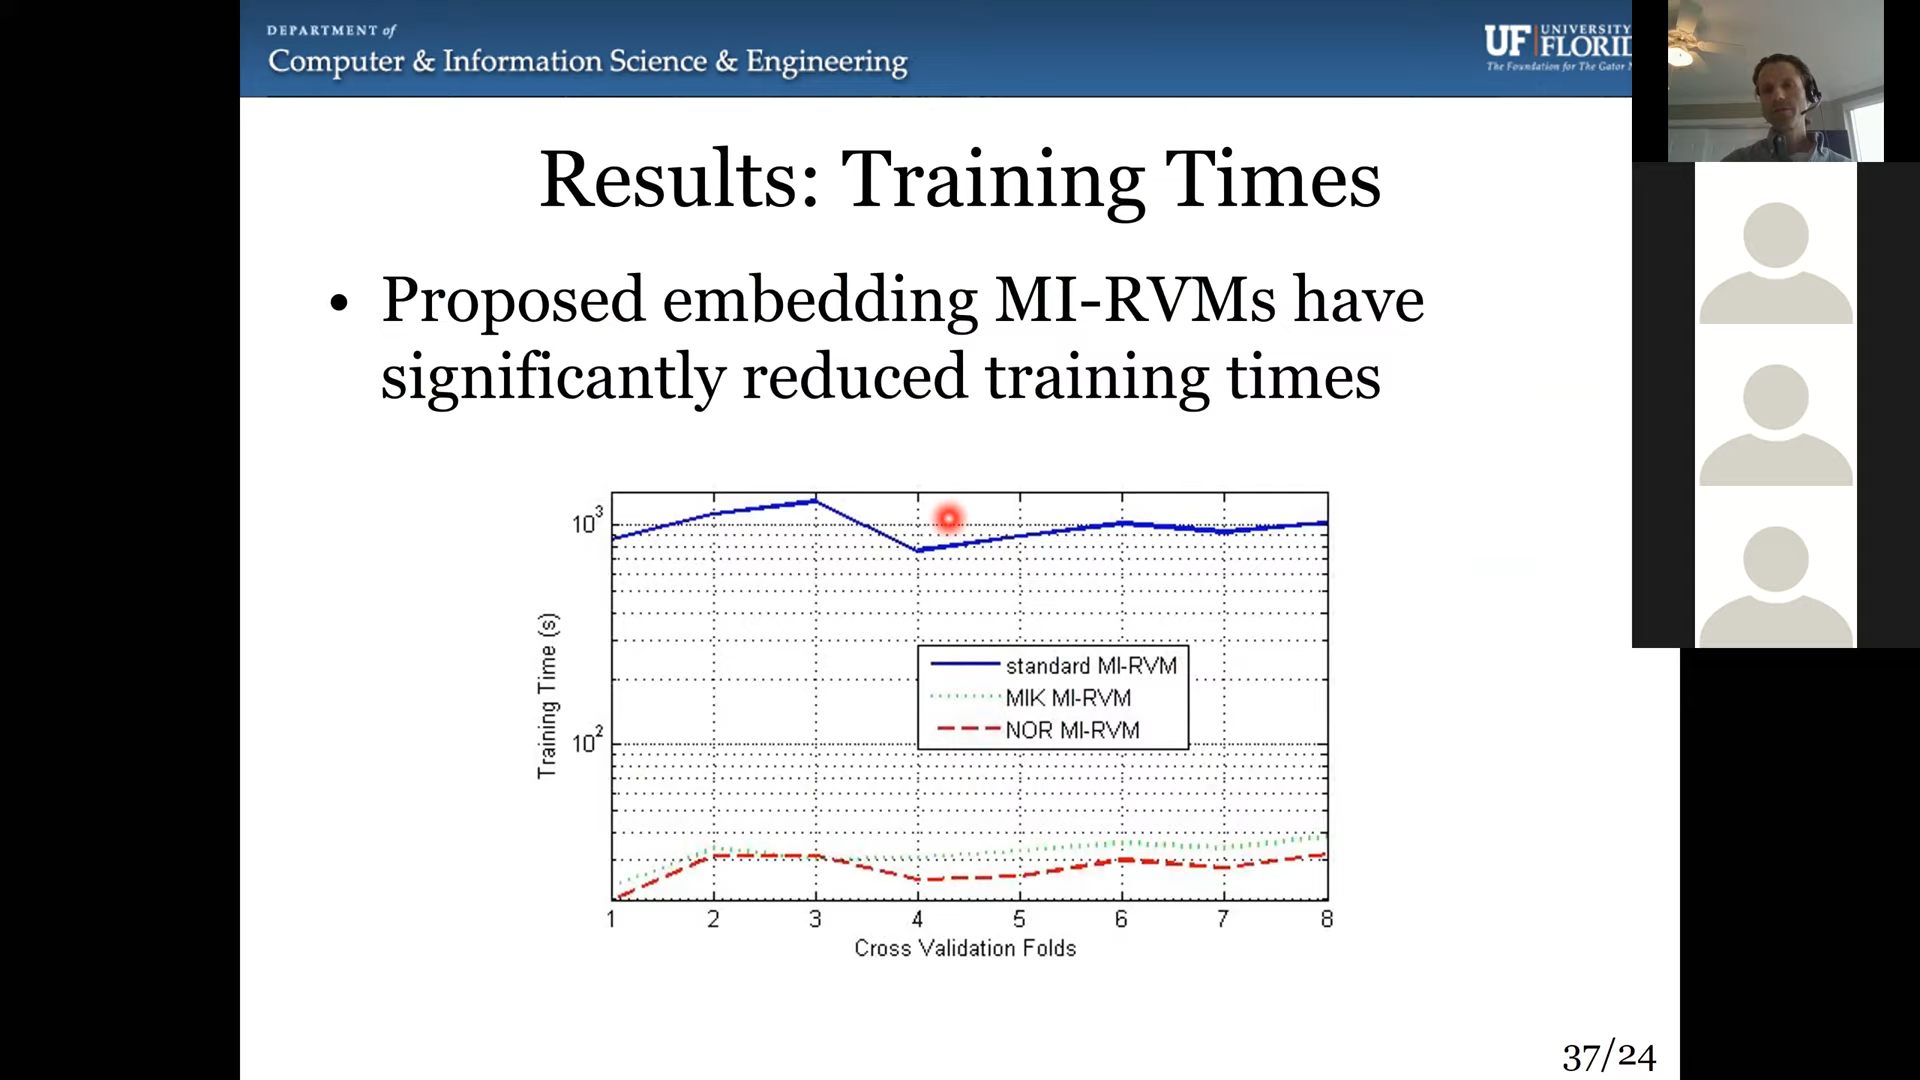 DEPARTMENT of
Computer & Information Science & Engineering
UF UNIVERSITY
FLORID
The Foundation for The Gator N
Results: Training Times
• Proposed embedding MI-RVMs have
significantly reduced training times
10³
10²
Training Time (s)
standard MI-RVM
MIK MI-RVM
NOR MI-RVM
1 2 3 4 5 6 7 8
Cross Validation Folds
37/24